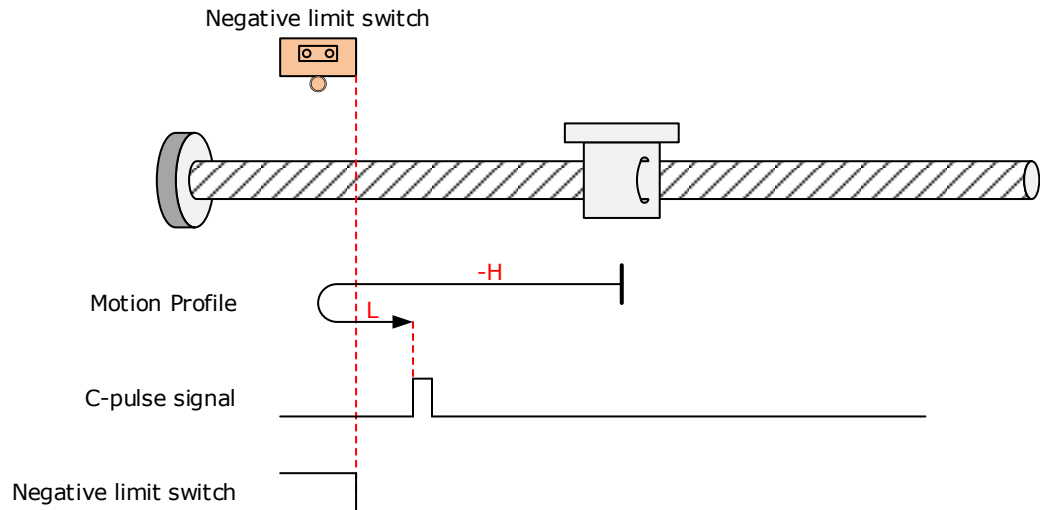 Negative limit switch
-H
Motion Profile
L
C-pulse signal
Negative limit switch